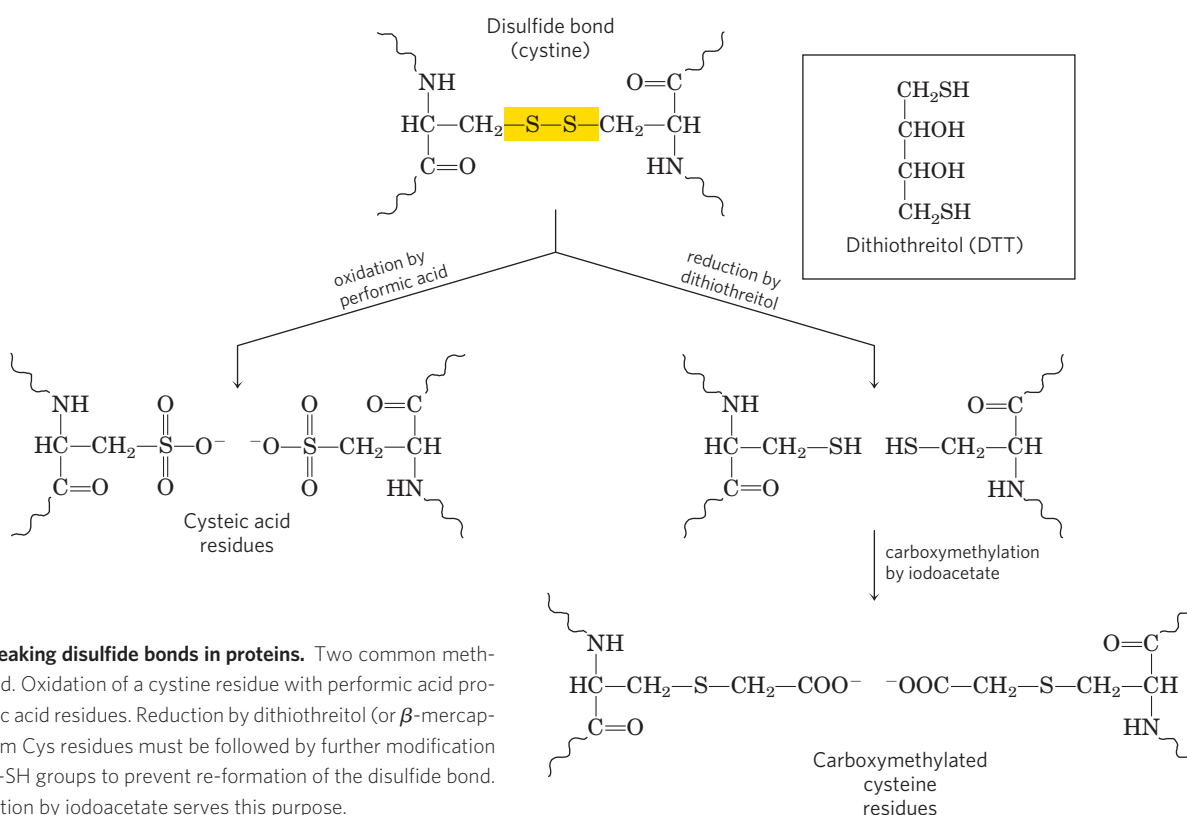 Disulfide bond
(cystine)
NH
O=C
HC—CH₂—S—S—CH₂—CH
C=O
HN
CH₂SH
CHOH
CHOH
CH₂SH
Dithiothreitol (DTT)
oxidation by
performic acid
reduction by
dithiothreitol
NH
O
O
O=C
HC—CH₂—S—O⁻
⁻O—S—CH₂—CH
C=O
O
O
HN
Cysteic acid
residues
NH
O=C
HC—CH₂—SH
HS—CH₂—CH
C=O
HN
carboxymethylation
by iodoacetate
NH
O=C
HC—CH₂—S—CH₂—COO⁻
⁻OOC—CH₂—S—CH₂—CH
C=O
HN
Carboxymethylated
cysteine
residues
eaking disulfide bonds in proteins. Two common meth-
d. Oxidation of a cystine residue with performic acid pro-
c acid residues. Reduction by dithiothreitol (or β-mercap-
m Cys residues must be followed by further modification
-SH groups to prevent re-formation of the disulfide bond.
tion by iodoacetate serves this purpose.